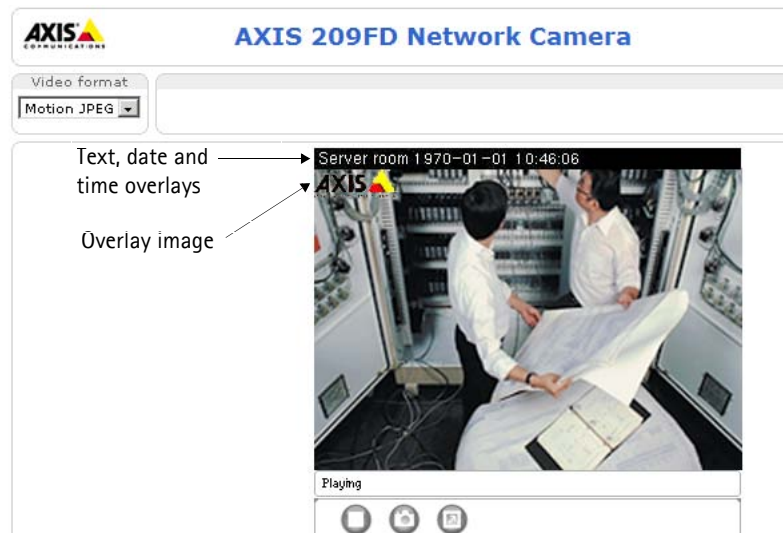 AXIS
COMMUNICATIONS
AXIS 209FD Network Camera
Video format
Motion JPEG
Text, date and
time overlays
Server room 1970-01-01 10:46:06
AXIS
Overlay image
Playing